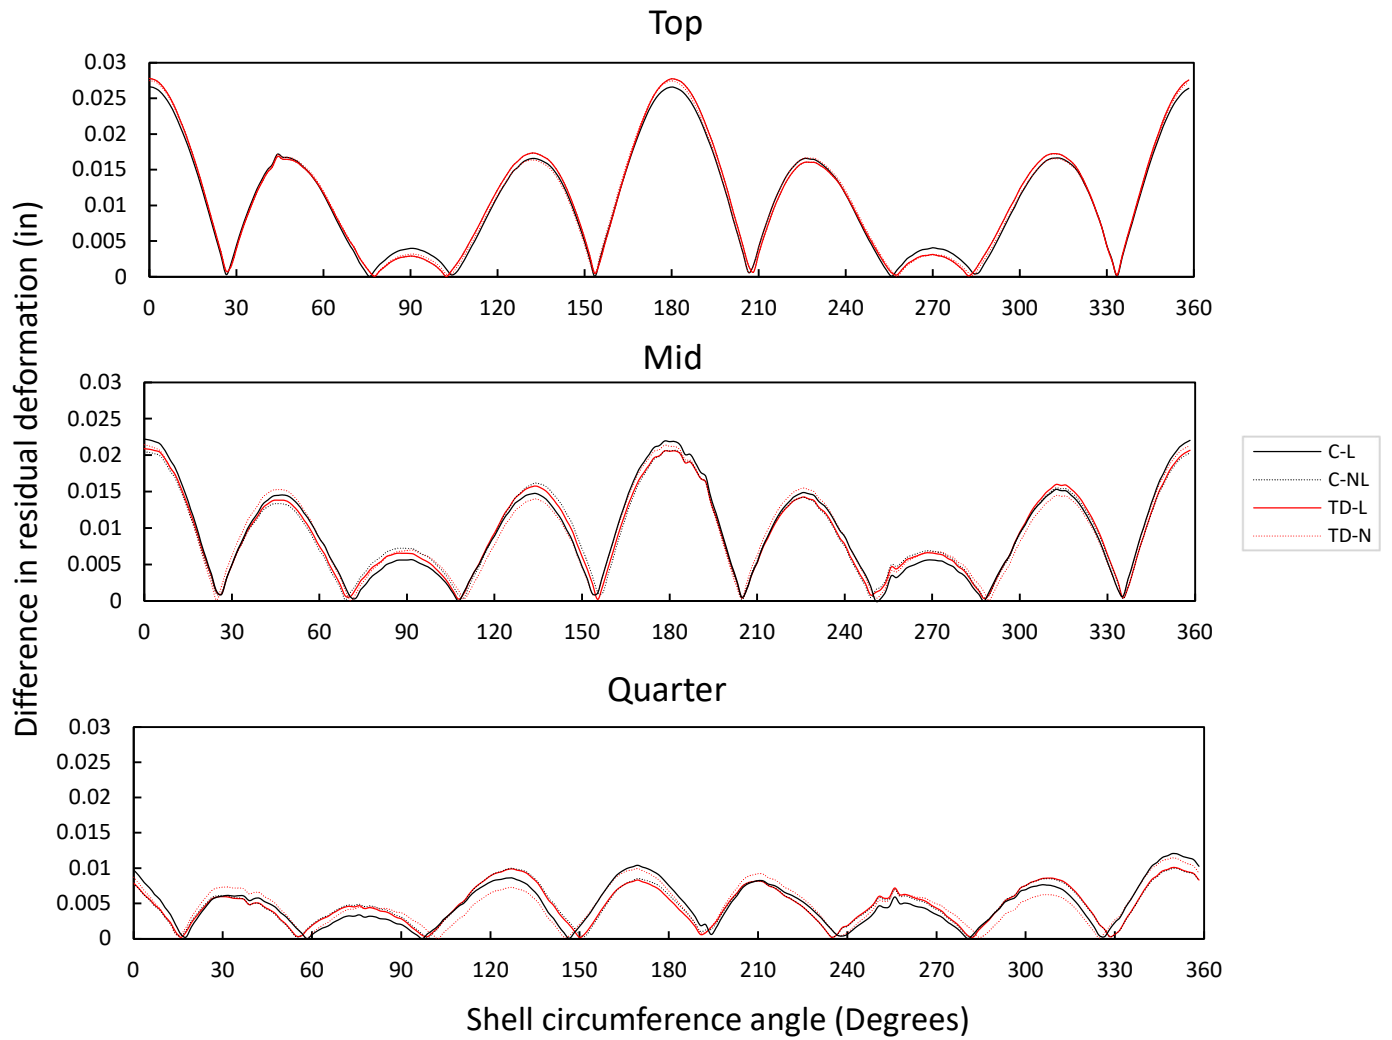 Top
0.03
0.025
0.02
0.015
0.01
0.005
0
0 30 60 90 120 150 180 210 240 270 300 330 360
Mid
0.03
0.025
0.02
0.015
0.01
0.005
0
0 30 60 90 120 150 180 210 240 270 300 330 360
Quarter
0.03
0.025
0.02
0.015
0.01
0.005
0
0 30 60 90 120 150 180 210 240 270 300 330 360
Difference in residual deformation (in)
Shell circumference angle (Degrees)
C-L
C-NL
TD-L
TD-N